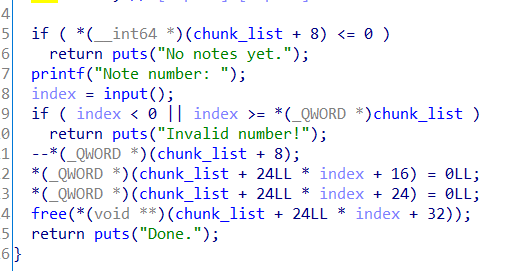 4
5 if ( *(__int64 *)(chunk_list + 8) <= 0 )
6 return puts("No notes yet.");
7 printf("Note number: ");
8 index = input();
9 if ( index < 0 || index >= *(_QWORD *)chunk_list )
0 return puts("Invalid number!");
1 --*(_QWORD *)(chunk_list + 8);
2 *(_QWORD *)(chunk_list + 24LL * index + 16) = 0LL;
3 *(_QWORD *)(chunk_list + 24LL * index + 24) = 0LL;
4 free(*(void **)(chunk_list + 24LL * index + 32));
5 return puts("Done.");
6 }